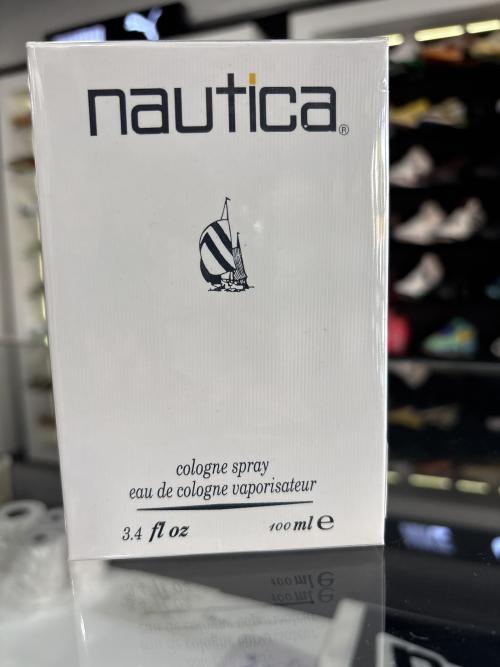 nautica®
cologne spray
eau de cologne vaporisateur
3.4 fl oz 100 ml e